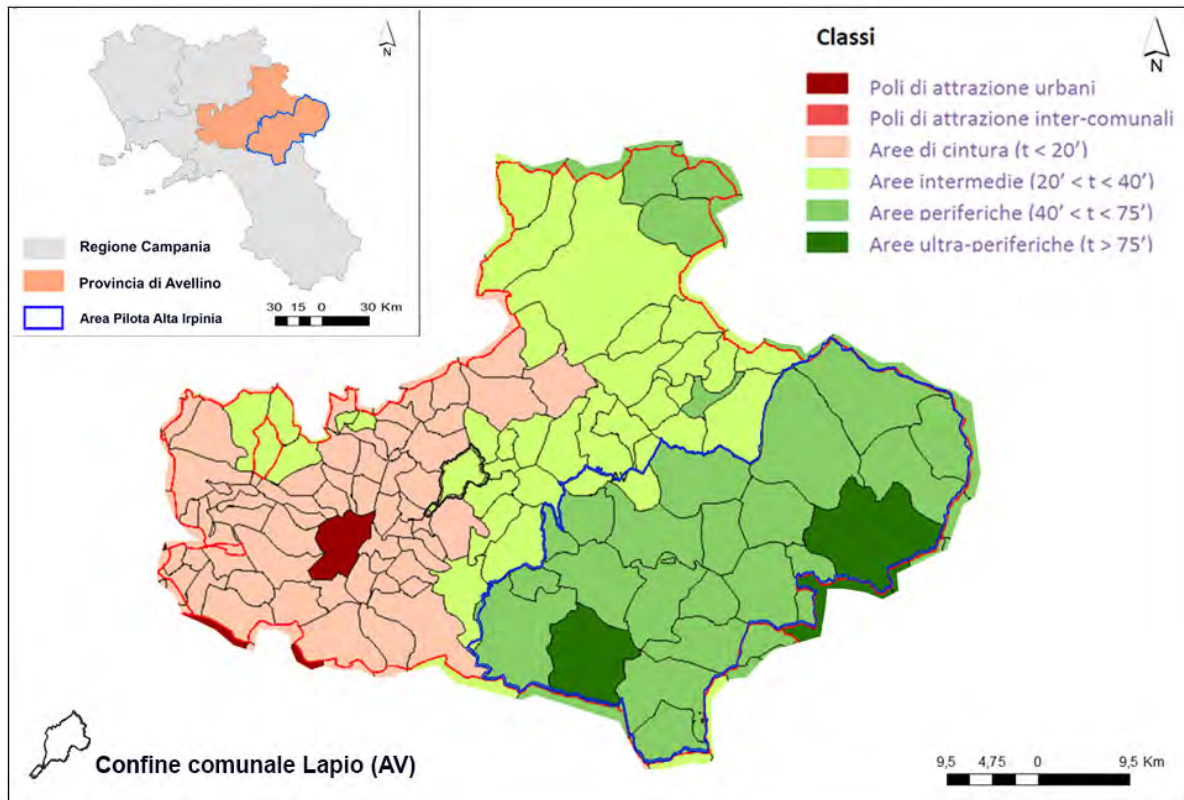 N
Regione Campania
Provincia di Avellino
Area Pilota Alta Irpinia
30 15 0 30 Km
Classi
N
Poli di attrazione urbani
Poli di attrazione inter-comunali
Aree di cintura (t < 20')
Aree intermedie (20' < t < 40')
Aree periferiche (40' < t < 75')
Aree ultra-periferiche (t > 75')
Confine comunale Lapio (AV)
9,5 4,75 0 9,5 Km